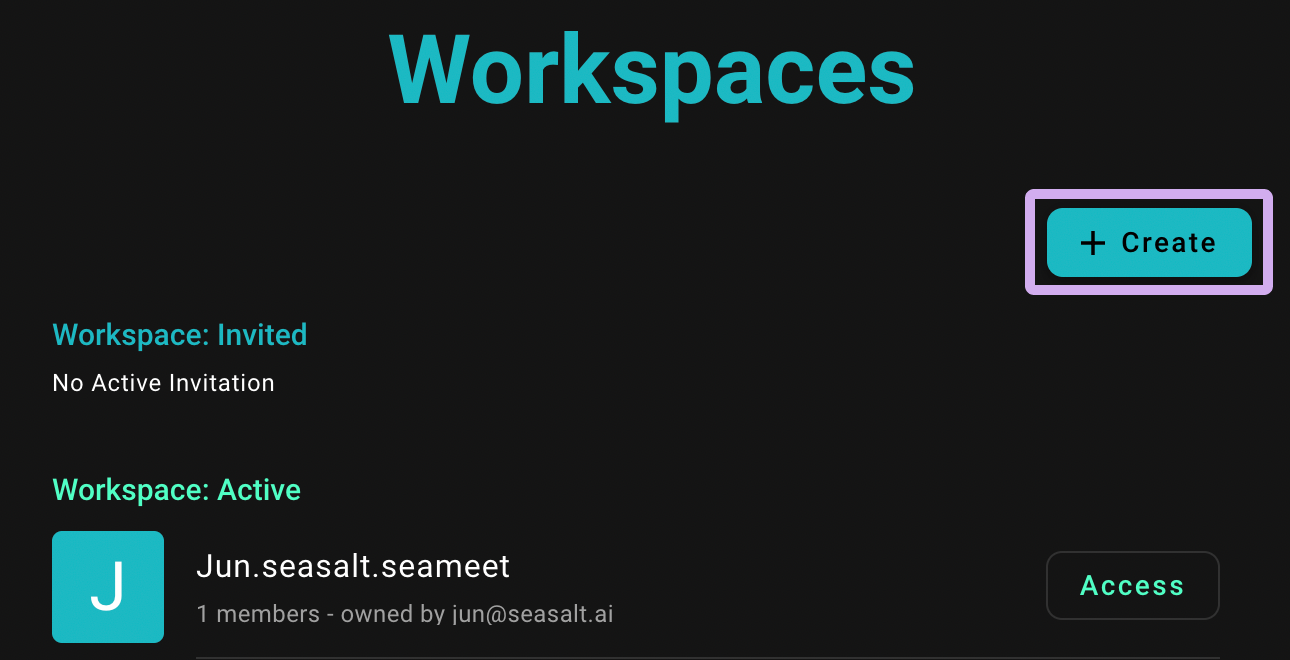 Workspaces
+ Create
Workspace: Invited
No Active Invitation
Workspace: Active
J
Jun.seasalt.seameet
1 members - owned by jun@seasalt.ai
Access